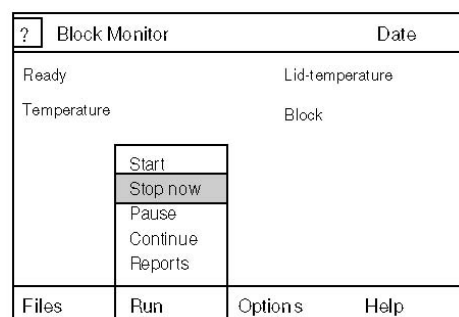 ? Block Monitor Date
Ready Lid-temperature
Temperature Block
Start
Stop now
Pause
Continue
Reports
Files Run Options Help